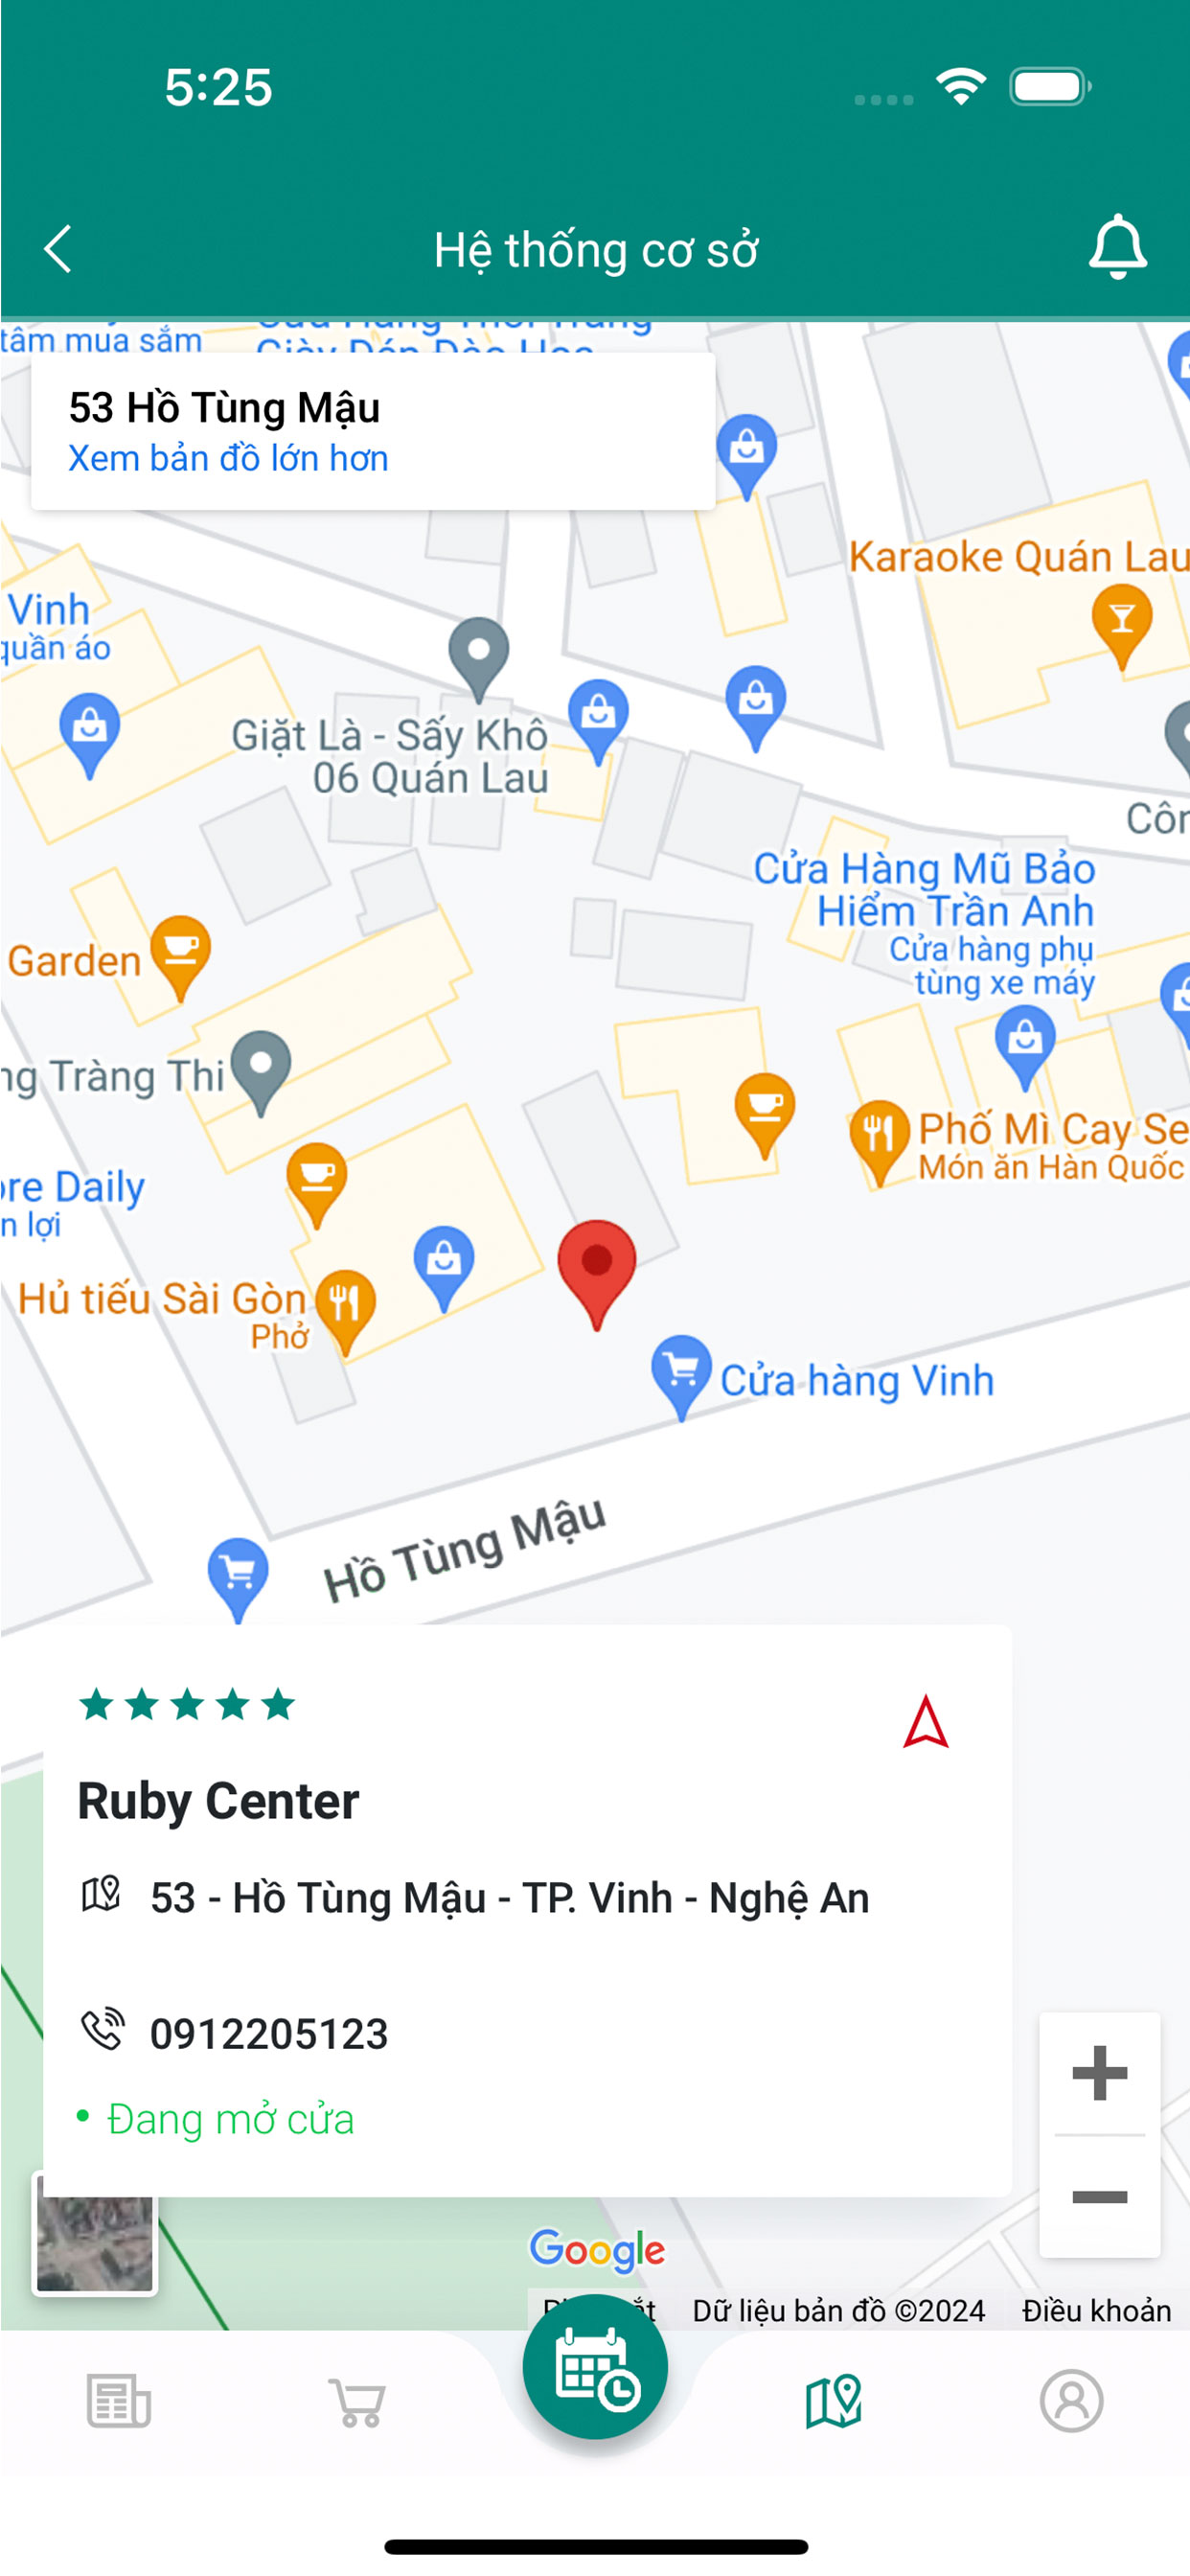 5:25
Hệ thống cơ sở
tâm mua sắm
53 Hồ Tùng Mậu
Xem bản đồ lớn hơn
Karaoke Quán Lau
Vinh
quần áo
Giặt Là - Sấy Khô
06 Quán Lau
Cửa Hàng Mũ Bảo
Hiểm Trần Anh
Cửa hàng phụ
tùng xe máy
Garden
Tràng Thi
Phố Mì Cay Se
Món ăn Hàn Quốc
Daily
lợi
Hủ tiếu Sài Gòn
Phở
Cửa hàng Vinh
Hồ Tùng Mậu
Ruby Center
53 - Hồ Tùng Mậu - TP. Vinh - Nghệ An
0912205123
Đang mở cửa
Google
Dữ liệu bản đồ ©2024
Điều khoản